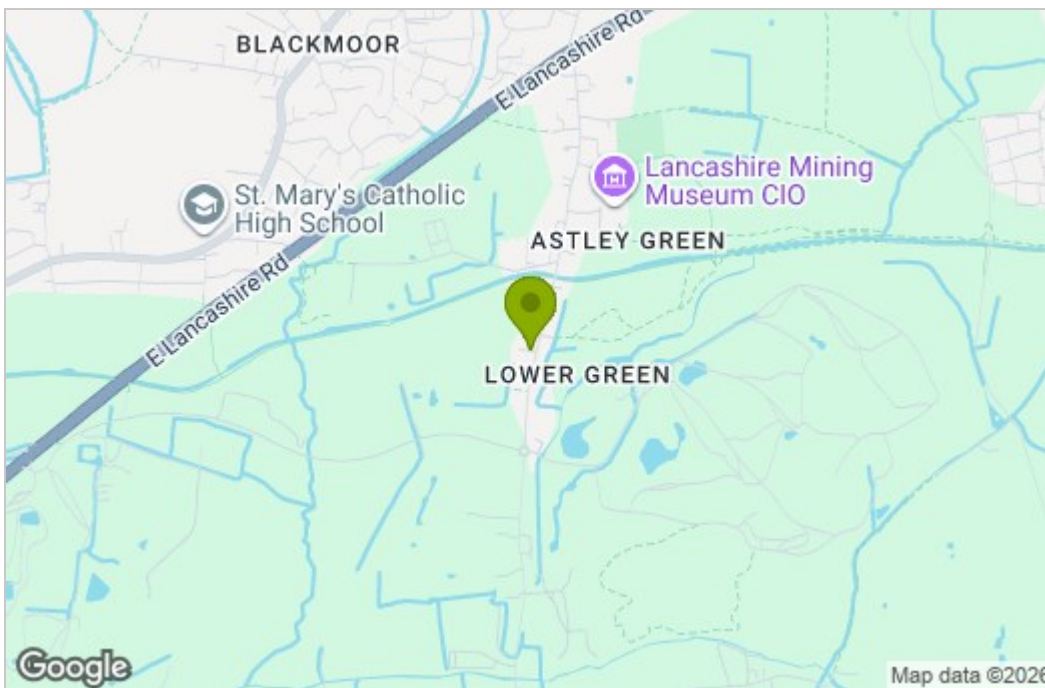 BLACKMOOR
E Lancashire Rd
Lancashire Mining
Museum CIO
St. Mary's Catholic
High School
ASTLEY GREEN
E Lancashire Rd
LOWER GREEN
Google
Map data ©2026